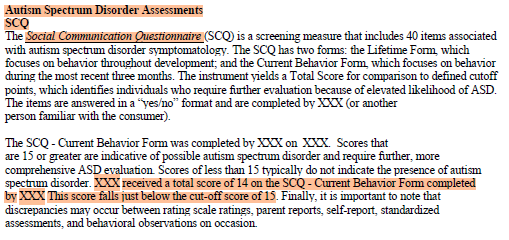 Autism Spectrum Disorder Assessments
SCQ
The Social Communication Questionnaire (SCQ) is a screening measure that includes 40 items associated
with autism spectrum disorder symptomatology. The SCQ has two forms: the Lifetime Form, which
focuses on behavior throughout development; and the Current Behavior Form, which focuses on behavior
during the most recent three months. The instrument yields a Total Score for comparison to defined cutoff
points, which identifies individuals who require further evaluation because of elevated likelihood of ASD.
The items are answered in a “yes/no” format and are completed by XXX (or another
person familiar with the consumer).
The SCQ - Current Behavior Form was completed by XXX on XXX. Scores that
are 15 or greater are indicative of possible autism spectrum disorder and require further, more
comprehensive ASD evaluation. Scores of less than 15 typically do not indicate the presence of autism
spectrum disorder. XXX received a total score of 14 on the SCQ - Current Behavior Form completed
by XXX This score falls just below the cut-off score of 15. Finally, it is important to note that
discrepancies may occur between rating scale ratings, parent reports, self-report, standardized
assessments, and behavioral observations on occasion.